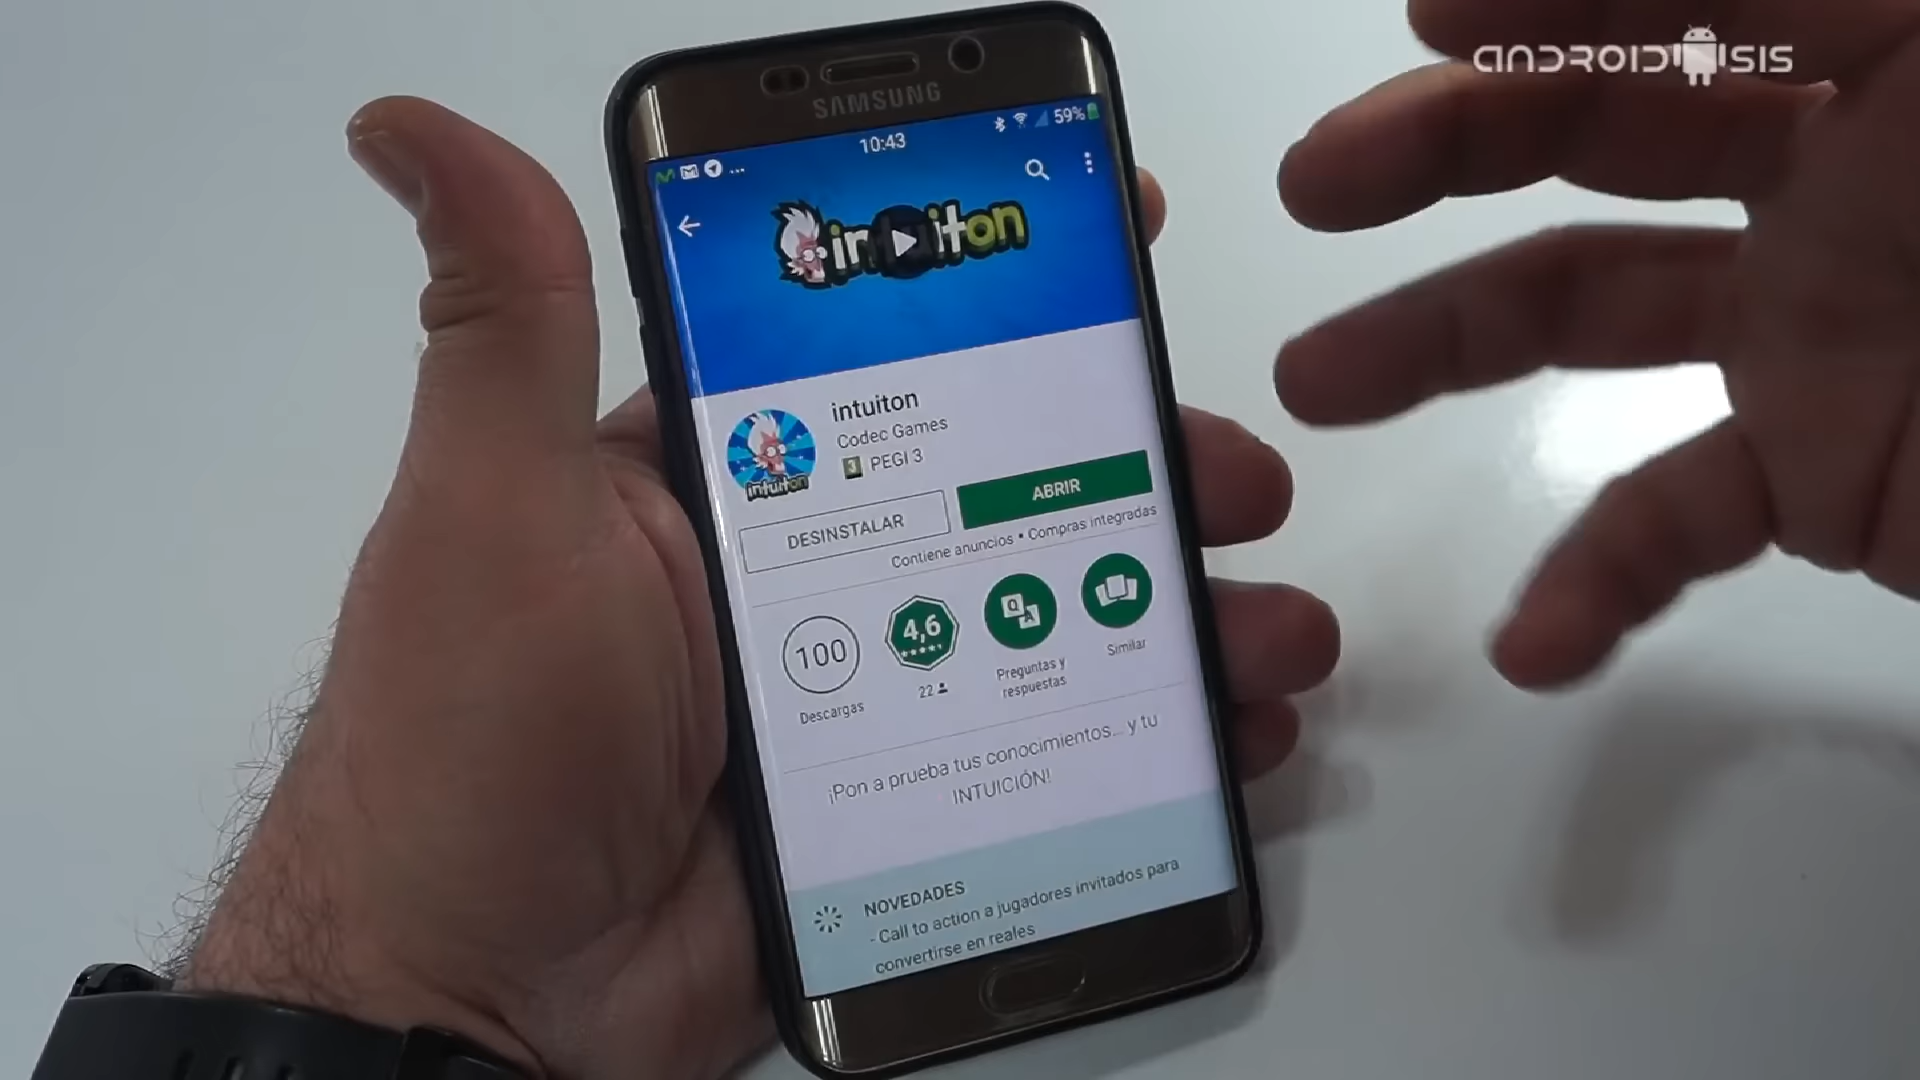 ANDROIDSIS
SAMSUNG
10:43
59%
intuiton
intuiton
Codec Games
3 PEGI 3
intuiton
DESINSTALAR
ABRIR
Contiene anuncios • Compras integradas
100
Descargas
4,6
22
Q A
Preguntas y
respuestas
Similar
¡Pon a prueba tus conocimientos... y tu
INTUICIÓN!
NOVEDADES
- Call to action a jugadores invitados para
convertirse en reales